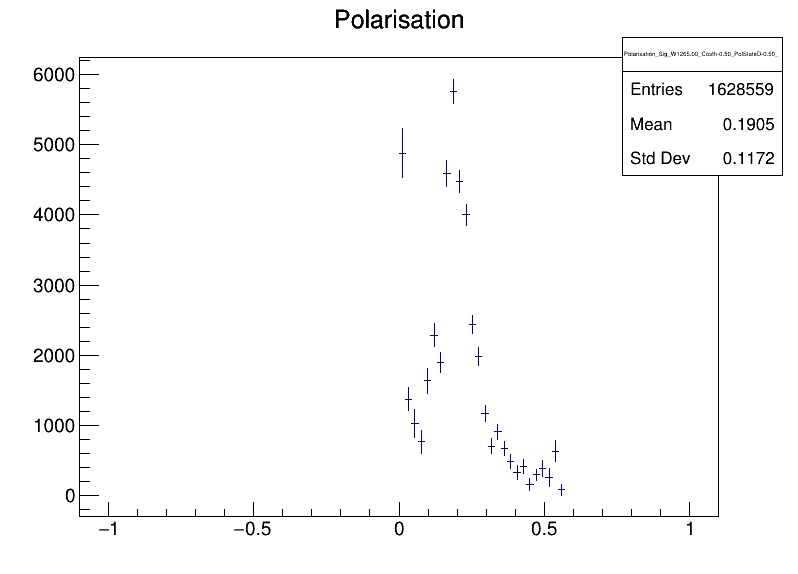 Polarisation
Polarisation_Sig_W1265.00_Costh-0.50_PolStateD-0.50_
Entries 1628559
Mean 0.1905
Std Dev 0.1172
6000
5000
4000
3000
2000
1000
0
−1 −0.5 0 0.5 1